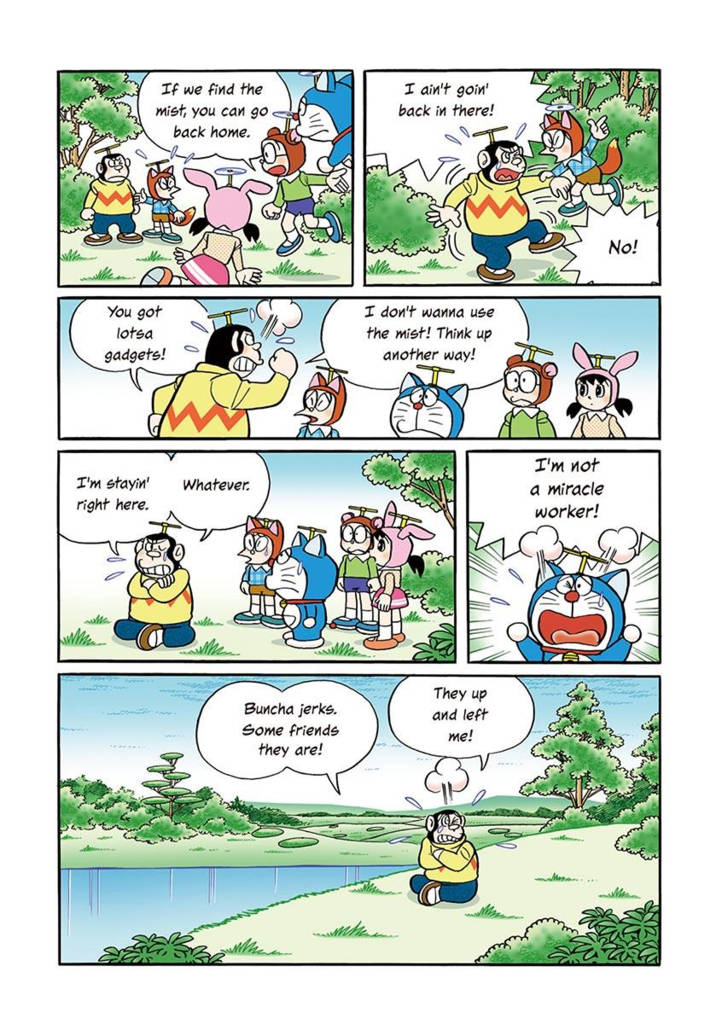 If we find the
mist, you can go
back home.
I ain't goin'
back in there!
No!
You got
lotsa
gadgets!
I don't wanna use
the mist! Think up
another way!
I'm stayin'
right here.
Whatever.
I'm not
a miracle
worker!
Buncha jerks.
Some friends
they are!
They up
and left
me!